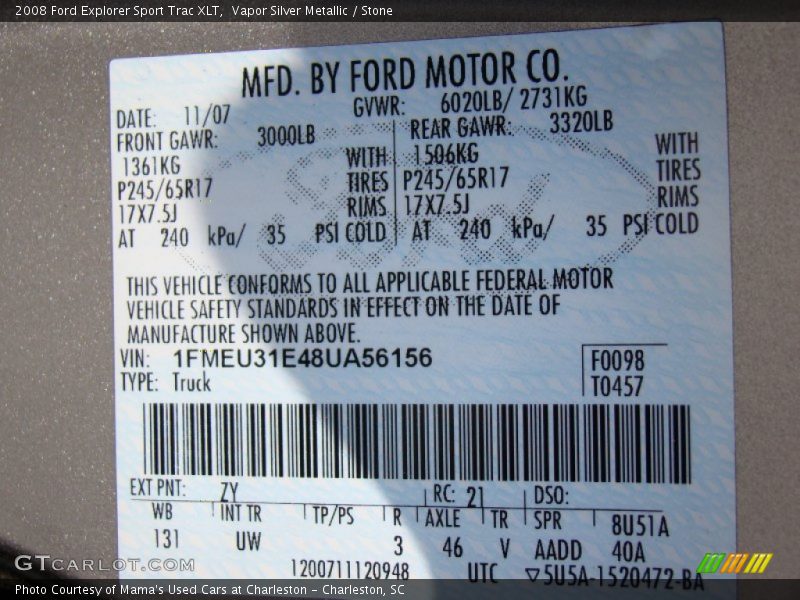 2008 Ford Explorer Sport Trac XLT,  Vapor Silver Metallic / Stone
MFD. BY FORD MOTOR CO.
DATE: 11/07 GVWR: 6020LB/ 2731KG
FRONT GAWR: 3000LB REAR GAWR: 3320LB
1361KG WITH 1506KG WITH
P245/65R17 TIRES P245/65R17 TIRES
17X7.5J RIMS 17X7.5J RIMS
AT 240 kPa/ 35 PSI COLD AT 240 kPa/ 35 PSI COLD
THIS VEHICLE CONFORMS TO ALL APPLICABLE FEDERAL MOTOR
VEHICLE SAFETY STANDARDS IN EFFECT ON THE DATE OF
MANUFACTURE SHOWN ABOVE.
VIN: 1FMEU31E48UA56156 F0098
TYPE: Truck T0457
EXT PNT: ZY RC: 21 DSO:
WB INT TR TP/PS R AXLE TR SPR 8U51A
131 UW 3 46 V AADD 40A
1200711120948 UTC ▽5U5A-1520472-BA
GTCarlot.com
Photo Courtesy of Mama's Used Cars at Charleston - Charleston, SC